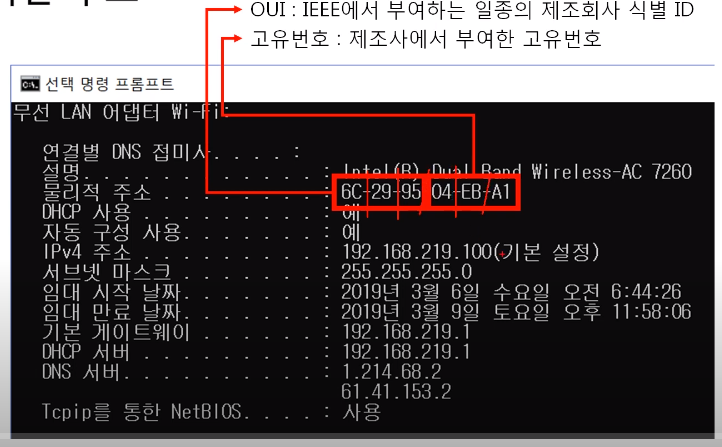 OUI : IEEE에서 부여하는 일종의 제조회사 식별 ID
고유번호 : 제조사에서 부여한 고유번호
선택 명령 프롬프트
무선 LAN 어댑터 Wi-Fi:
연결별 DNS 접미사. . . . :
설명. . . . . . . . . . . . : Intel(R) Dual Band Wireless-AC 7260
물리적 주소 . . . . . . . . : 6C-29-95-04-EB-A1
DHCP 사용 . . . . . . . . . : 예
자동 구성 사용. . . . . . . : 예
IPv4 주소 . . . . . . . . . : 192.168.219.100(기본 설정)
서브넷 마스크 . . . . . . . : 255.255.255.0
임대 시작 날짜. . . . . . . : 2019년 3월 6일 수요일 오전 6:44:26
임대 만료 날짜. . . . . . . : 2019년 3월 9일 토요일 오후 11:58:06
기본 게이트웨이 . . . . . . : 192.168.219.1
DHCP 서버 . . . . . . . . . : 192.168.219.1
DNS 서버. . . . . . . . . . : 1.214.68.2
61.41.153.2
Tcpip를 통한 NetBIOS. . . . : 사용